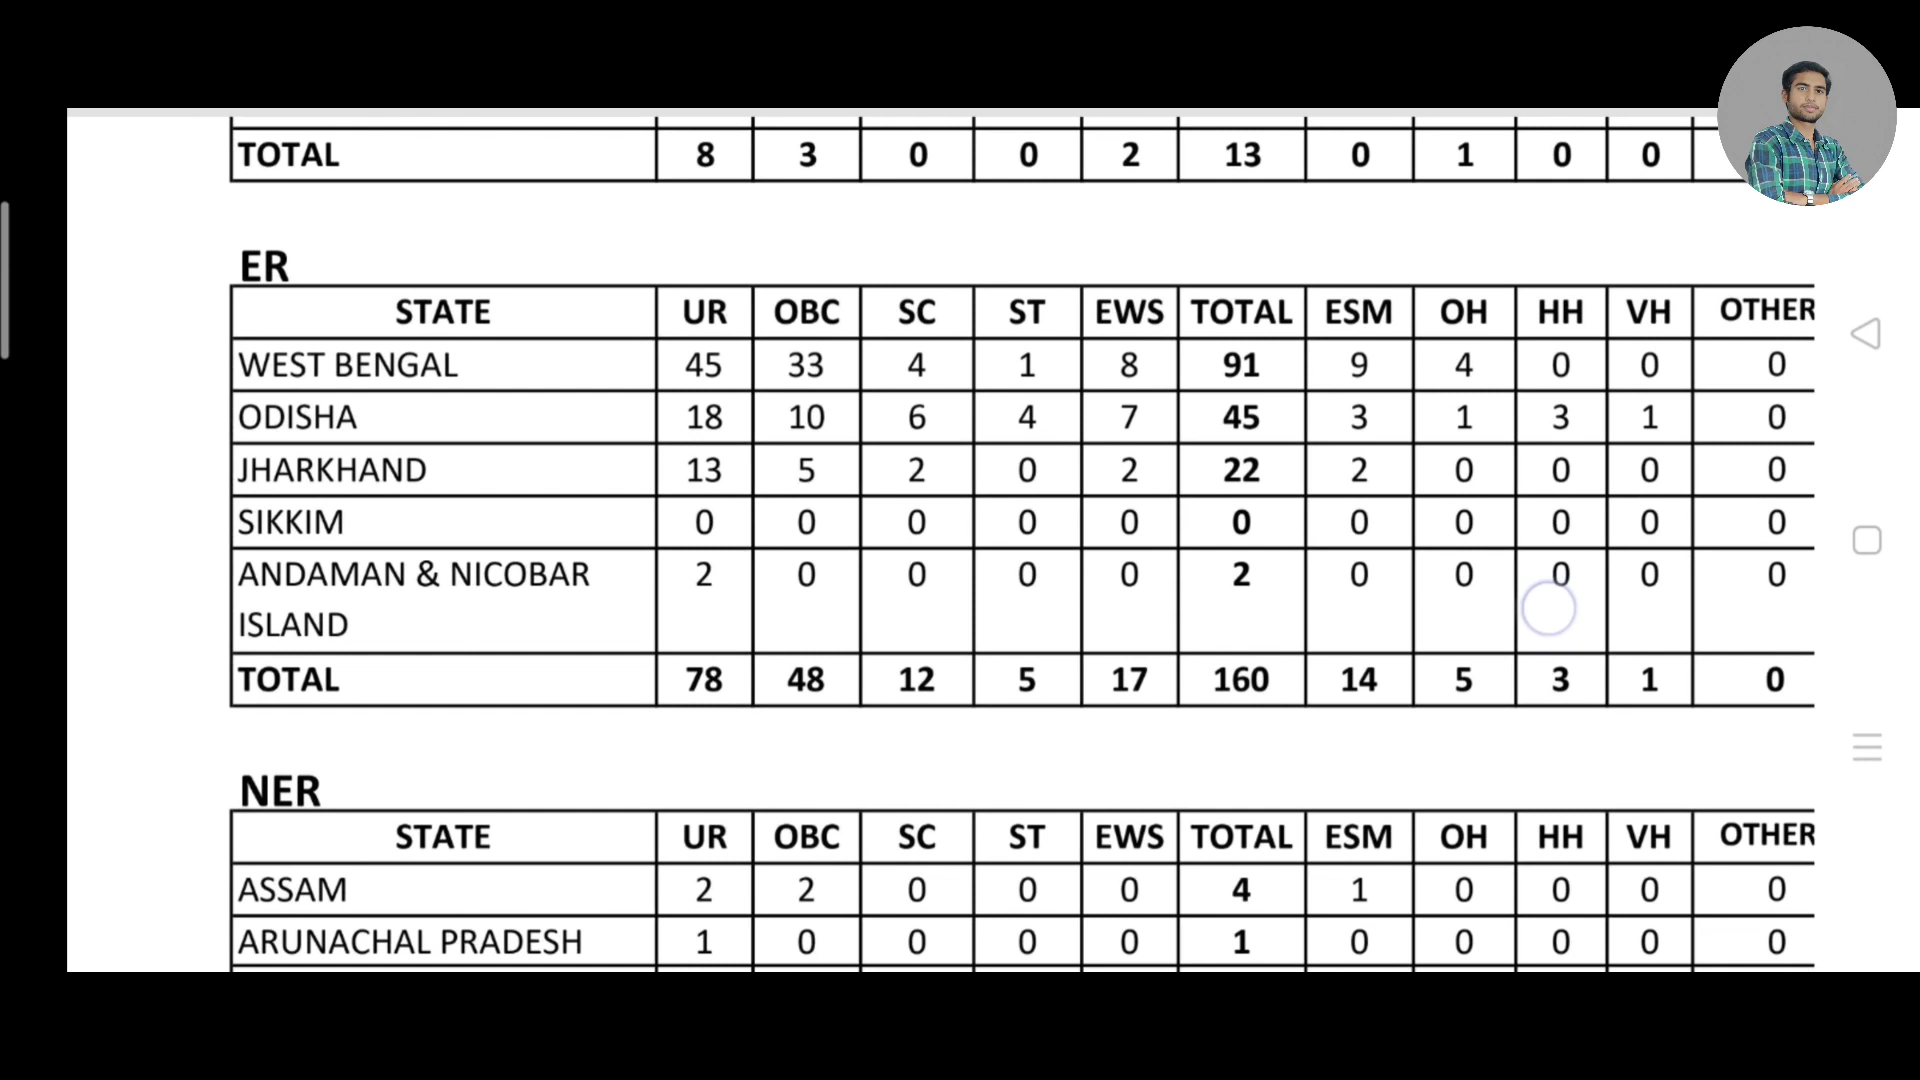 TOTAL 8 3 0 0 2 13 0 1 0 0
ER
STATE UR OBC SC ST EWS TOTAL ESM OH HH VH OTHER
WEST BENGAL 45 33 4 1 8 91 9 4 0 0 0
ODISHA 18 10 6 4 7 45 3 1 3 1 0
JHARKHAND 13 5 2 0 2 22 2 0 0 0 0
SIKKIM 0 0 0 0 0 0 0 0 0 0 0
ANDAMAN & NICOBAR 2 0 0 0 0 2 0 0 0 0 0
ISLAND
TOTAL 78 48 12 5 17 160 14 5 3 1 0
NER
STATE UR OBC SC ST EWS TOTAL ESM OH HH VH OTHER
ASSAM 2 2 0 0 0 4 1 0 0 0 0
ARUNACHAL PRADESH 1 0 0 0 0 1 0 0 0 0 0